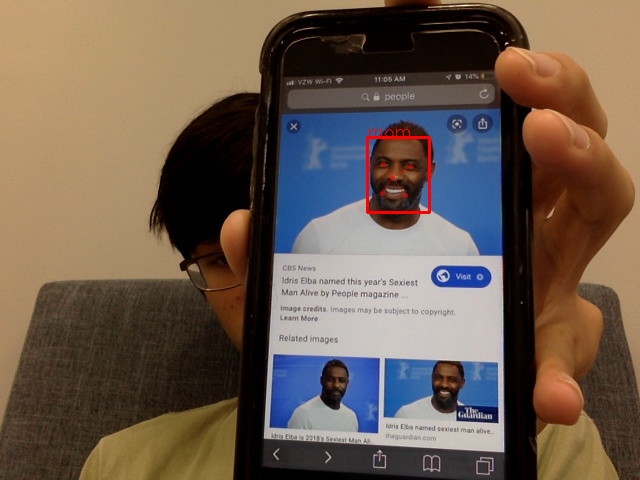 VZW Wi-Fi 11:05 AM 14%
people
mom
CBS News
Idris Elba named this year's Sexiest
Man Alive by People magazine ...
Visit
Image credits. Images may be subject to copyright.
Learn More
Related images
The
Guardian
Idris Elba is 2018's Sexiest Man Ali
Idris Elba named sexiest man alive..
theguardian.com